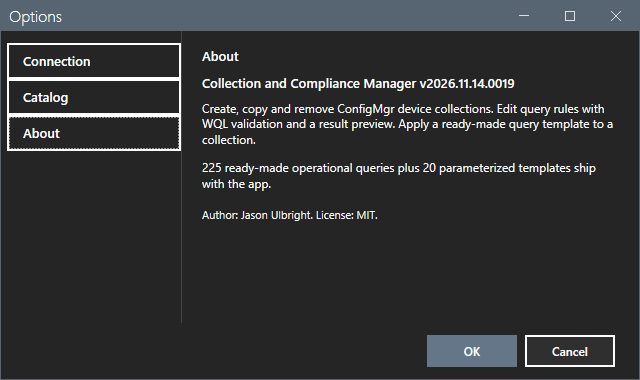 Options
Connection
Catalog
About
About
Collection and Compliance Manager v2026.11.14.0019
Create, copy and remove ConfigMgr device collections. Edit query rules with
WQL validation and a result preview. Apply a ready-made query template to a
collection.
225 ready-made operational queries plus 20 parameterized templates ship
with the app.
Author: Jason Ulbright. License: MIT.
OK
Cancel